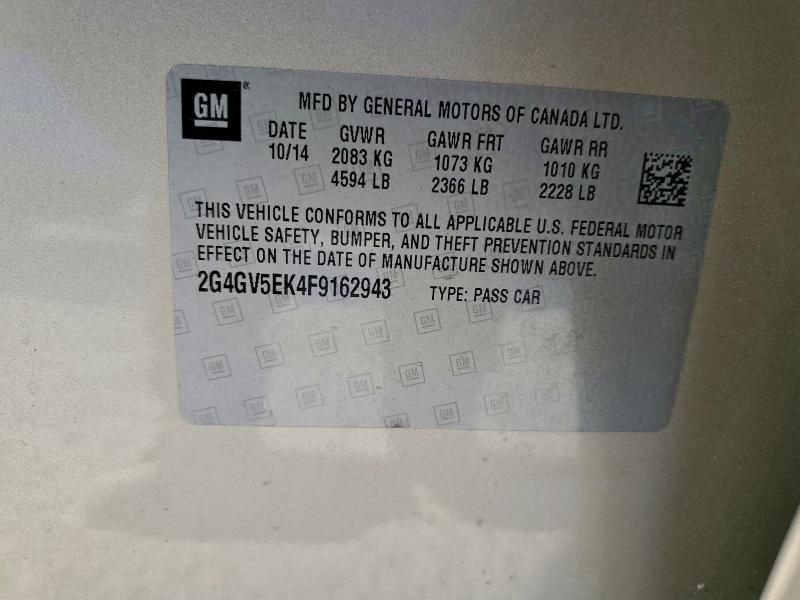 GM ®
MFD BY GENERAL MOTORS OF CANADA LTD.
DATE GVWR GAWR FRT GAWR RR
10/14 2083 KG 1073 KG 1010 KG
4594 LB 2366 LB 2228 LB
THIS VEHICLE CONFORMS TO ALL APPLICABLE U.S. FEDERAL MOTOR
VEHICLE SAFETY, BUMPER, AND THEFT PREVENTION STANDARDS IN
EFFECT ON THE DATE OF MANUFACTURE SHOWN ABOVE.
2G4GV5EK4F9162943 TYPE: PASS CAR